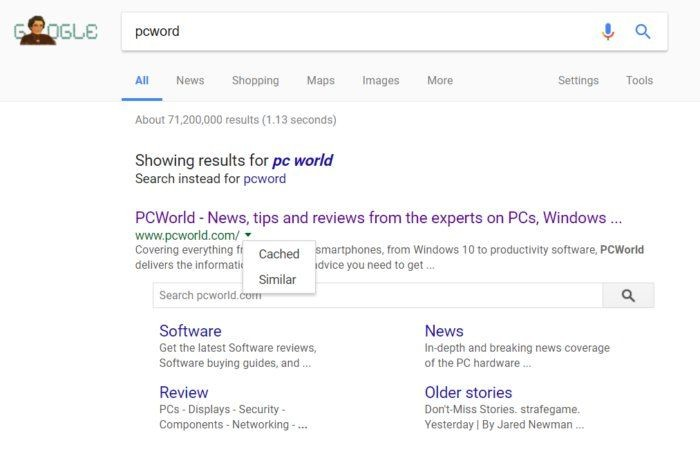 GOOGLE
pcword
All News Shopping Maps Images More Settings Tools
About 71,200,000 results (1.13 seconds)
Showing results for pc world
Search instead for pcword
PCWorld - News, tips and reviews from the experts on PCs, Windows ...
www.pcworld.com/
Cached
Similar
Covering everything smartphones, from Windows 10 to productivity software, PCWorld
delivers the advice you need to get ...
Search pcworld.com
Software
Get the latest Software reviews,
Software buying guides, and ...
News
In-depth and breaking news coverage
of the PC hardware ...
Review
PCs - Displays - Security -
Components - Networking - ...
Older stories
Don't-Miss Stories. strafegame.
Yesterday | By Jared Newman ...